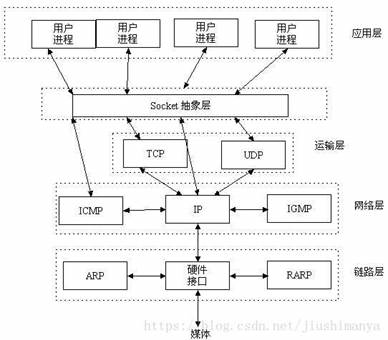 用户
进程
用户
进程
用户
进程
用户
进程
应用层
Socket 抽象层
运输层
TCP
UDP
ICMP
IP
IGMP
网络层
ARP
硬件
接口
RARP
链路层
https://blog.csdn.net/jiushimanya
媒体